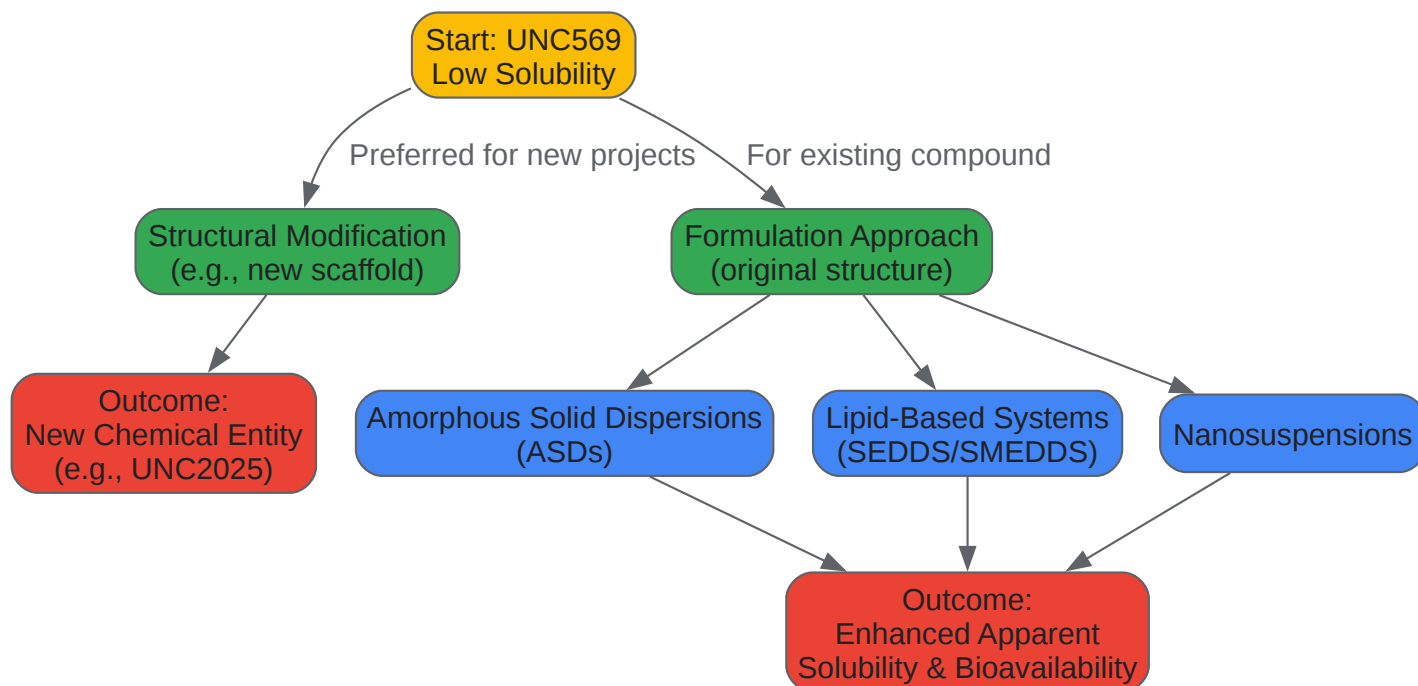 Start: UNC569
Low Solubility
Preferred for new projects
For existing compound
Structural Modification
(e.g., new scaffold)
Formulation Approach
(original structure)
Outcome:
New Chemical Entity
(e.g., UNC2025)
Amorphous Solid Dispersions
(ASDs)
Lipid-Based Systems
(SEDDS/SMEDDS)
Nanosuspensions
Outcome:
Enhanced Apparent
Solubility & Bioavailability